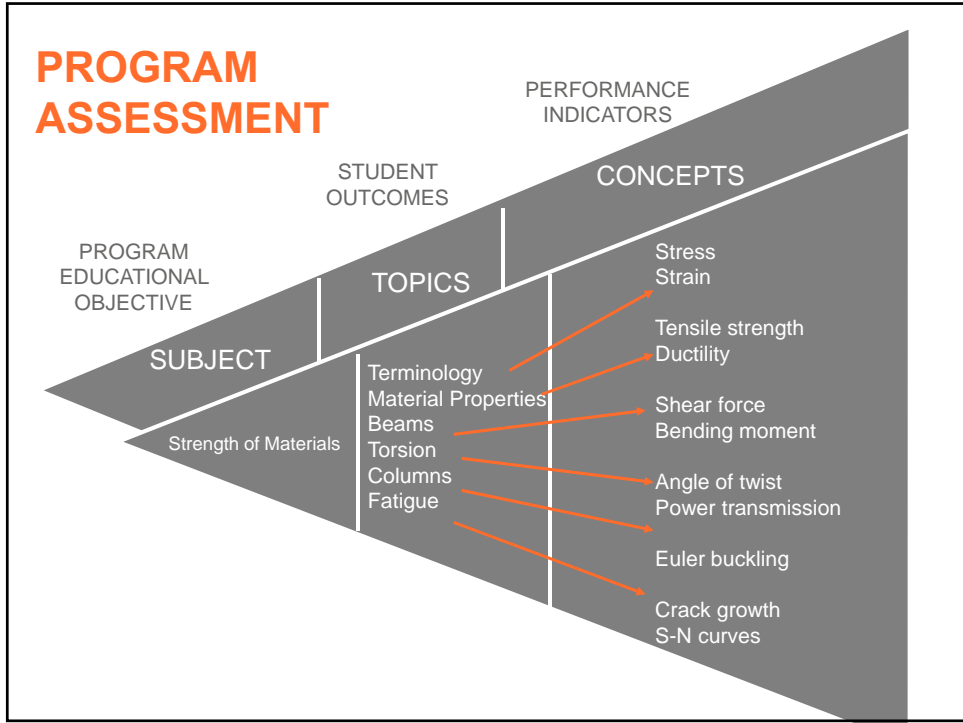 PROGRAM
ASSESSMENT
PERFORMANCE
INDICATORS
STUDENT
OUTCOMES
PROGRAM
EDUCATIONAL
OBJECTIVE
CONCEPTS
TOPICS
SUBJECT
Strength of Materials
Terminology
Material Properties
Beams
Torsion
Columns
Fatigue
Stress
Strain
Tensile strength
Ductility
Shear force
Bending moment
Angle of twist
Power transmission
Euler buckling
Crack growth
S-N curves